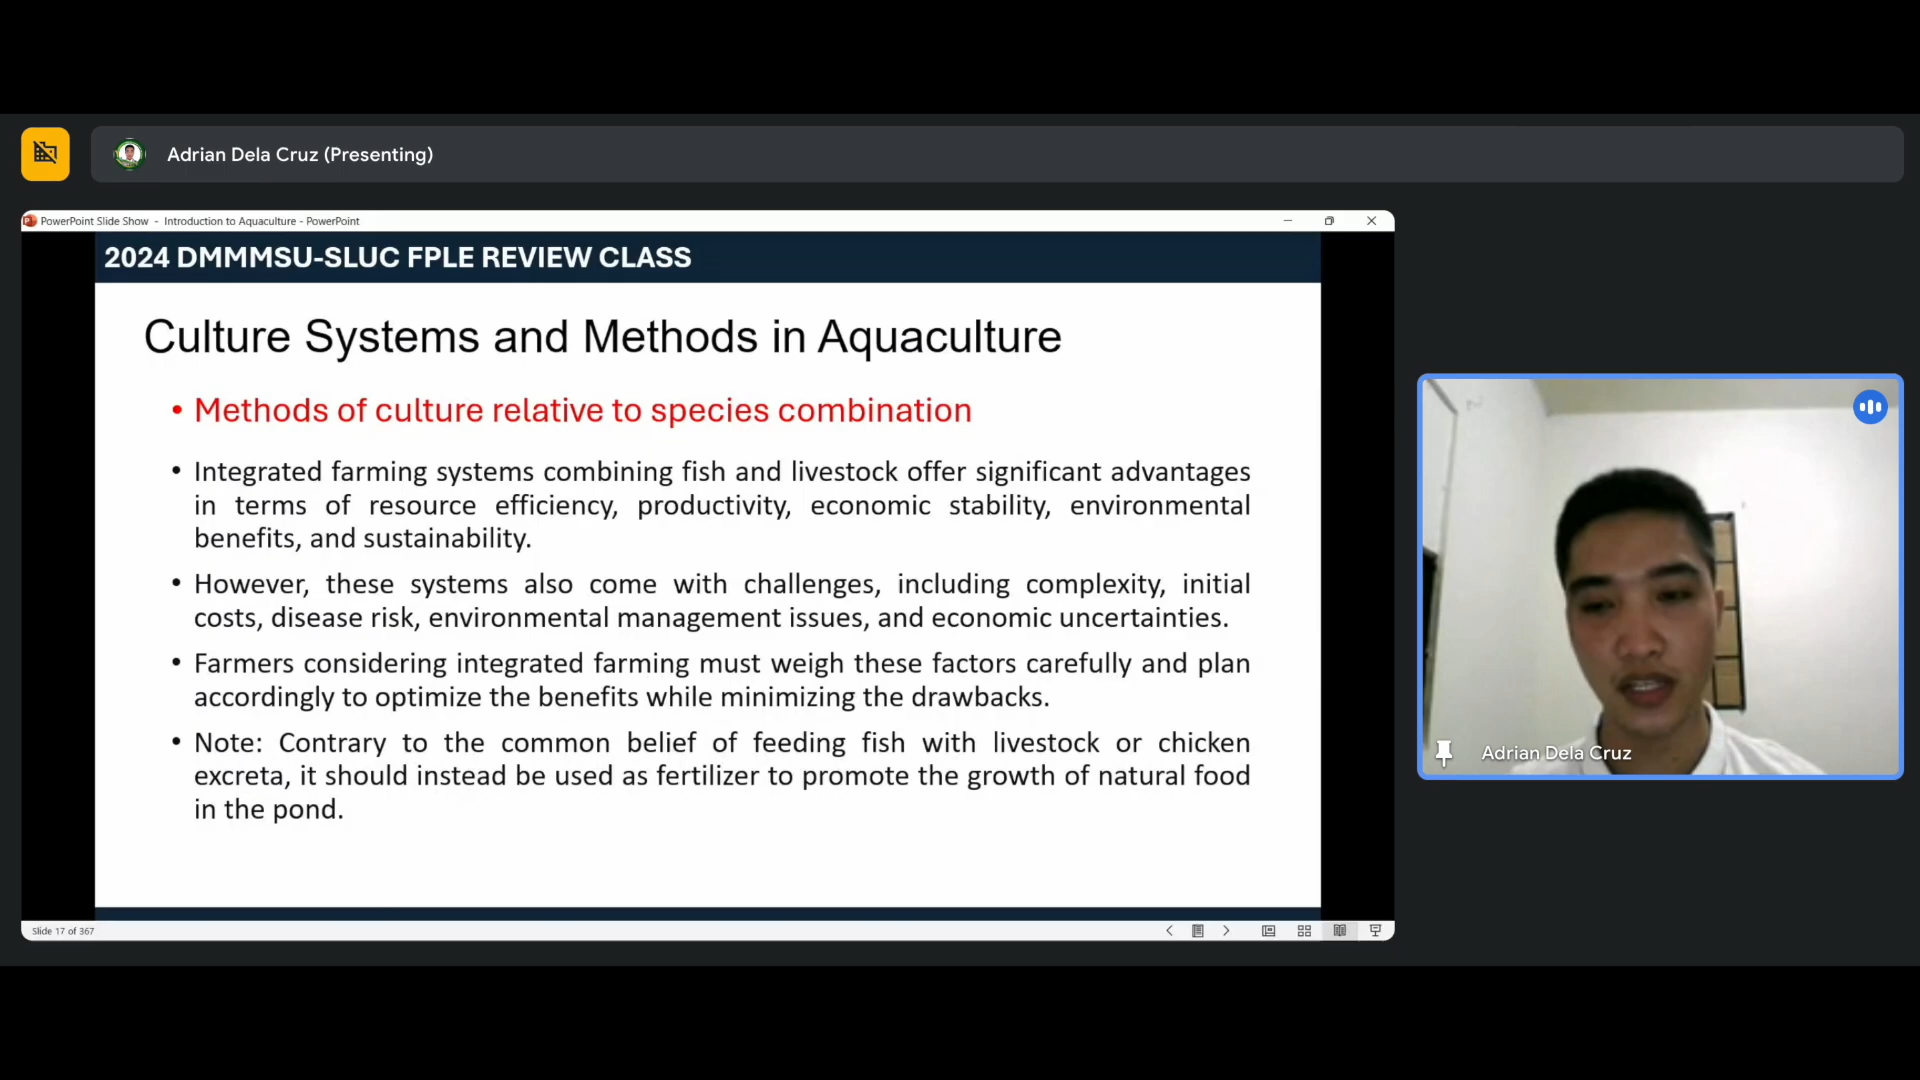 Adrian Dela Cruz (Presenting)
PowerPoint Slide Show - Introduction to Aquaculture - PowerPoint
2024 DMMMSU-SLUC FPLE REVIEW CLASS
Culture Systems and Methods in Aquaculture
• Methods of culture relative to species combination
• Integrated farming systems combining fish and livestock offer significant advantages
in terms of resource efficiency, productivity, economic stability, environmental
benefits, and sustainability.
• However, these systems also come with challenges, including complexity, initial
costs, disease risk, environmental management issues, and economic uncertainties.
• Farmers considering integrated farming must weigh these factors carefully and plan
accordingly to optimize the benefits while minimizing the drawbacks.
• Note: Contrary to the common belief of feeding fish with livestock or chicken
excreta, it should instead be used as fertilizer to promote the growth of natural food
in the pond.
Slide 17 of 367
Adrian Dela Cruz